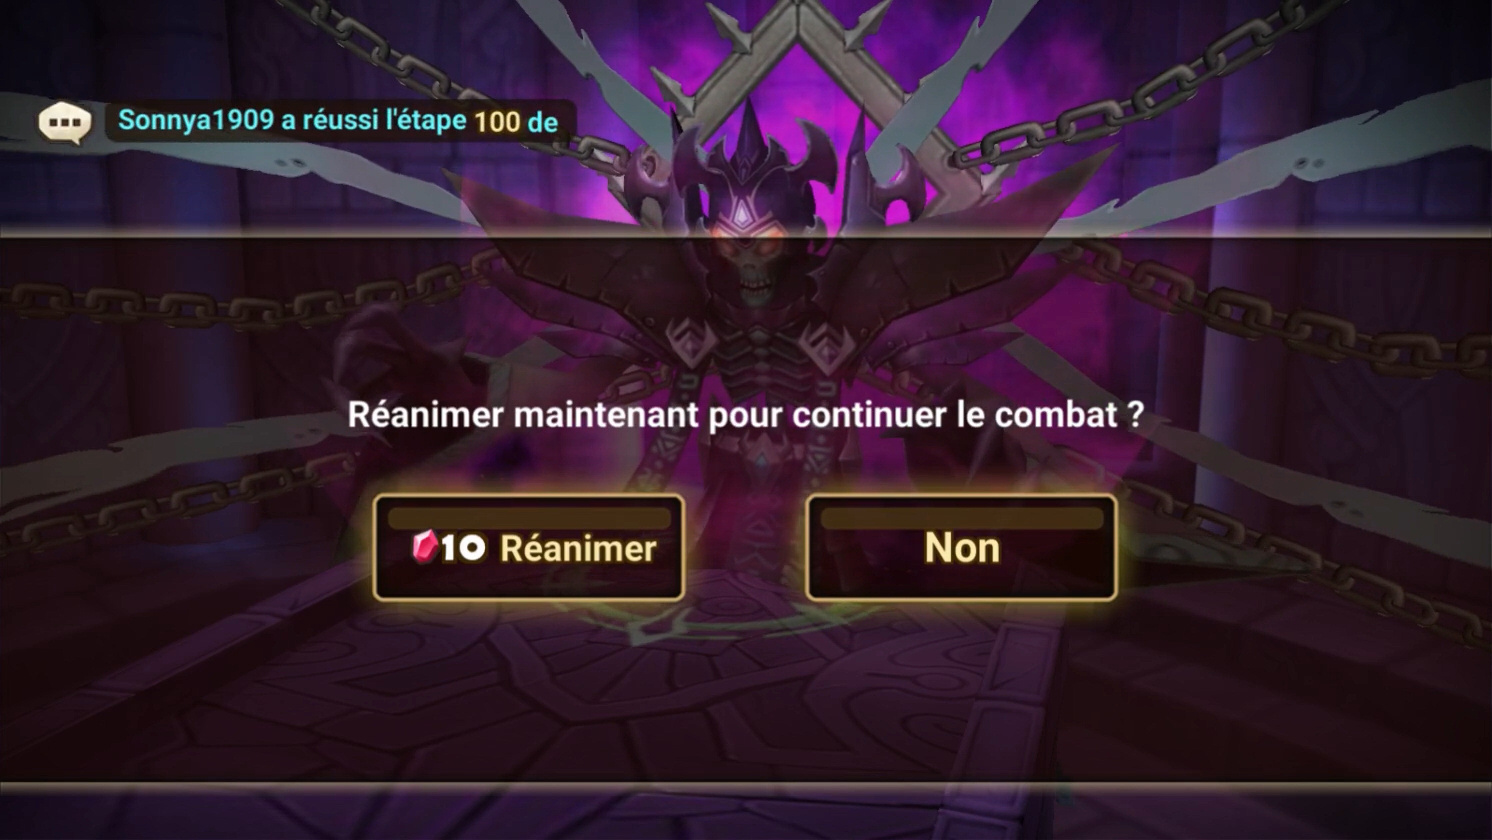 Sonnya1909 a réussi l'étape 100 de
Réanimer maintenant pour continuer le combat ?
10 Réanimer
Non